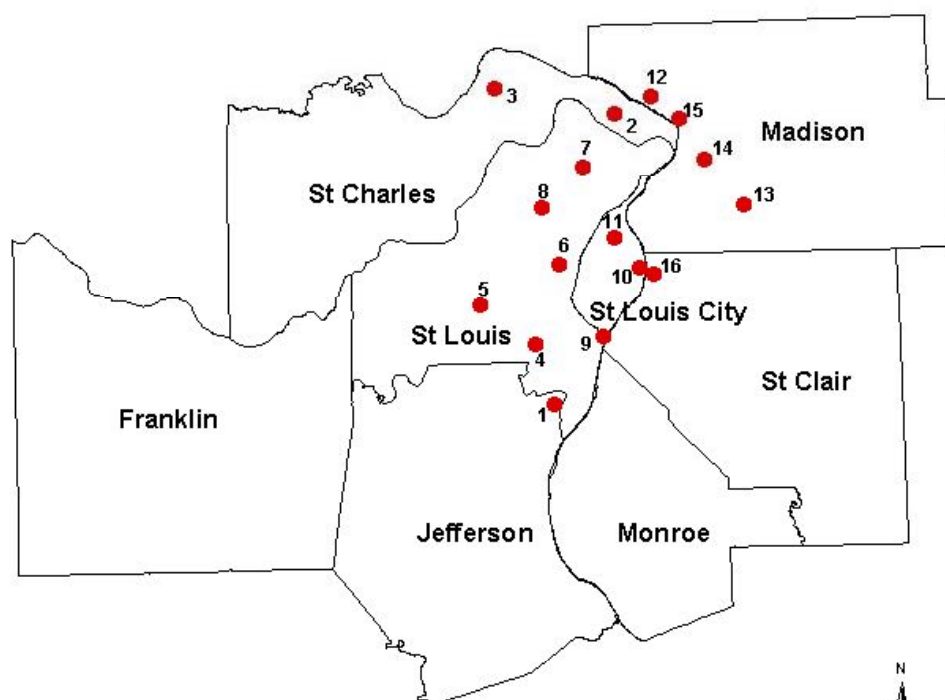 12
3
2
15
Madison
7
14
St Charles
8
13
11
6
10
16
5
St Louis City
St Louis
9
4
St Clair
1
Franklin
Jefferson
Monroe
N